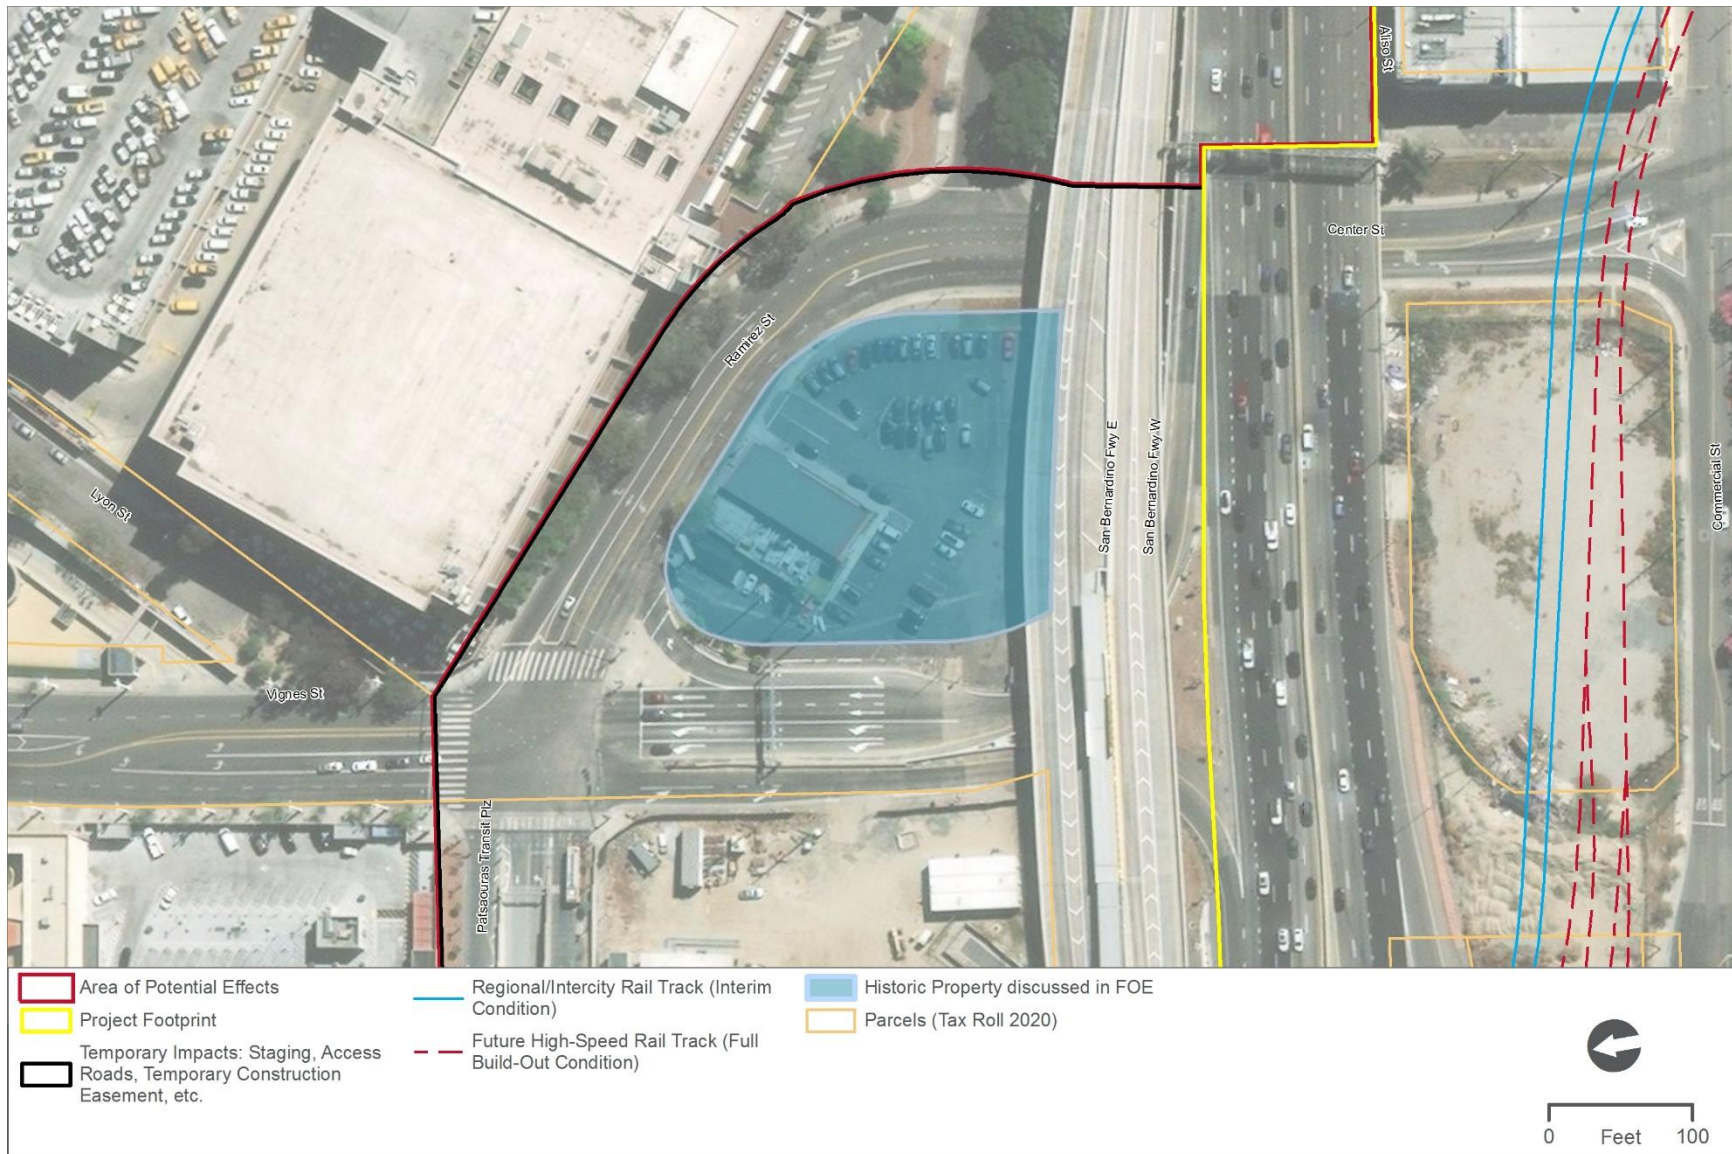 Aliso St
Center St
Ramirez St
San Bernardino Fwy E
San Bernardino Fwy W
Commercial St
Lyon St
Vignes St
Patsaouras Transit Plz
Area of Potential Effects
Project Footprint
Temporary Impacts: Staging, Access
Roads, Temporary Construction
Easement, etc.
Regional/Intercity Rail Track (Interim
Condition)
Future High-Speed Rail Track (Full
Build-Out Condition)
Historic Property discussed in FOE
Parcels (Tax Roll 2020)
0 Feet 100